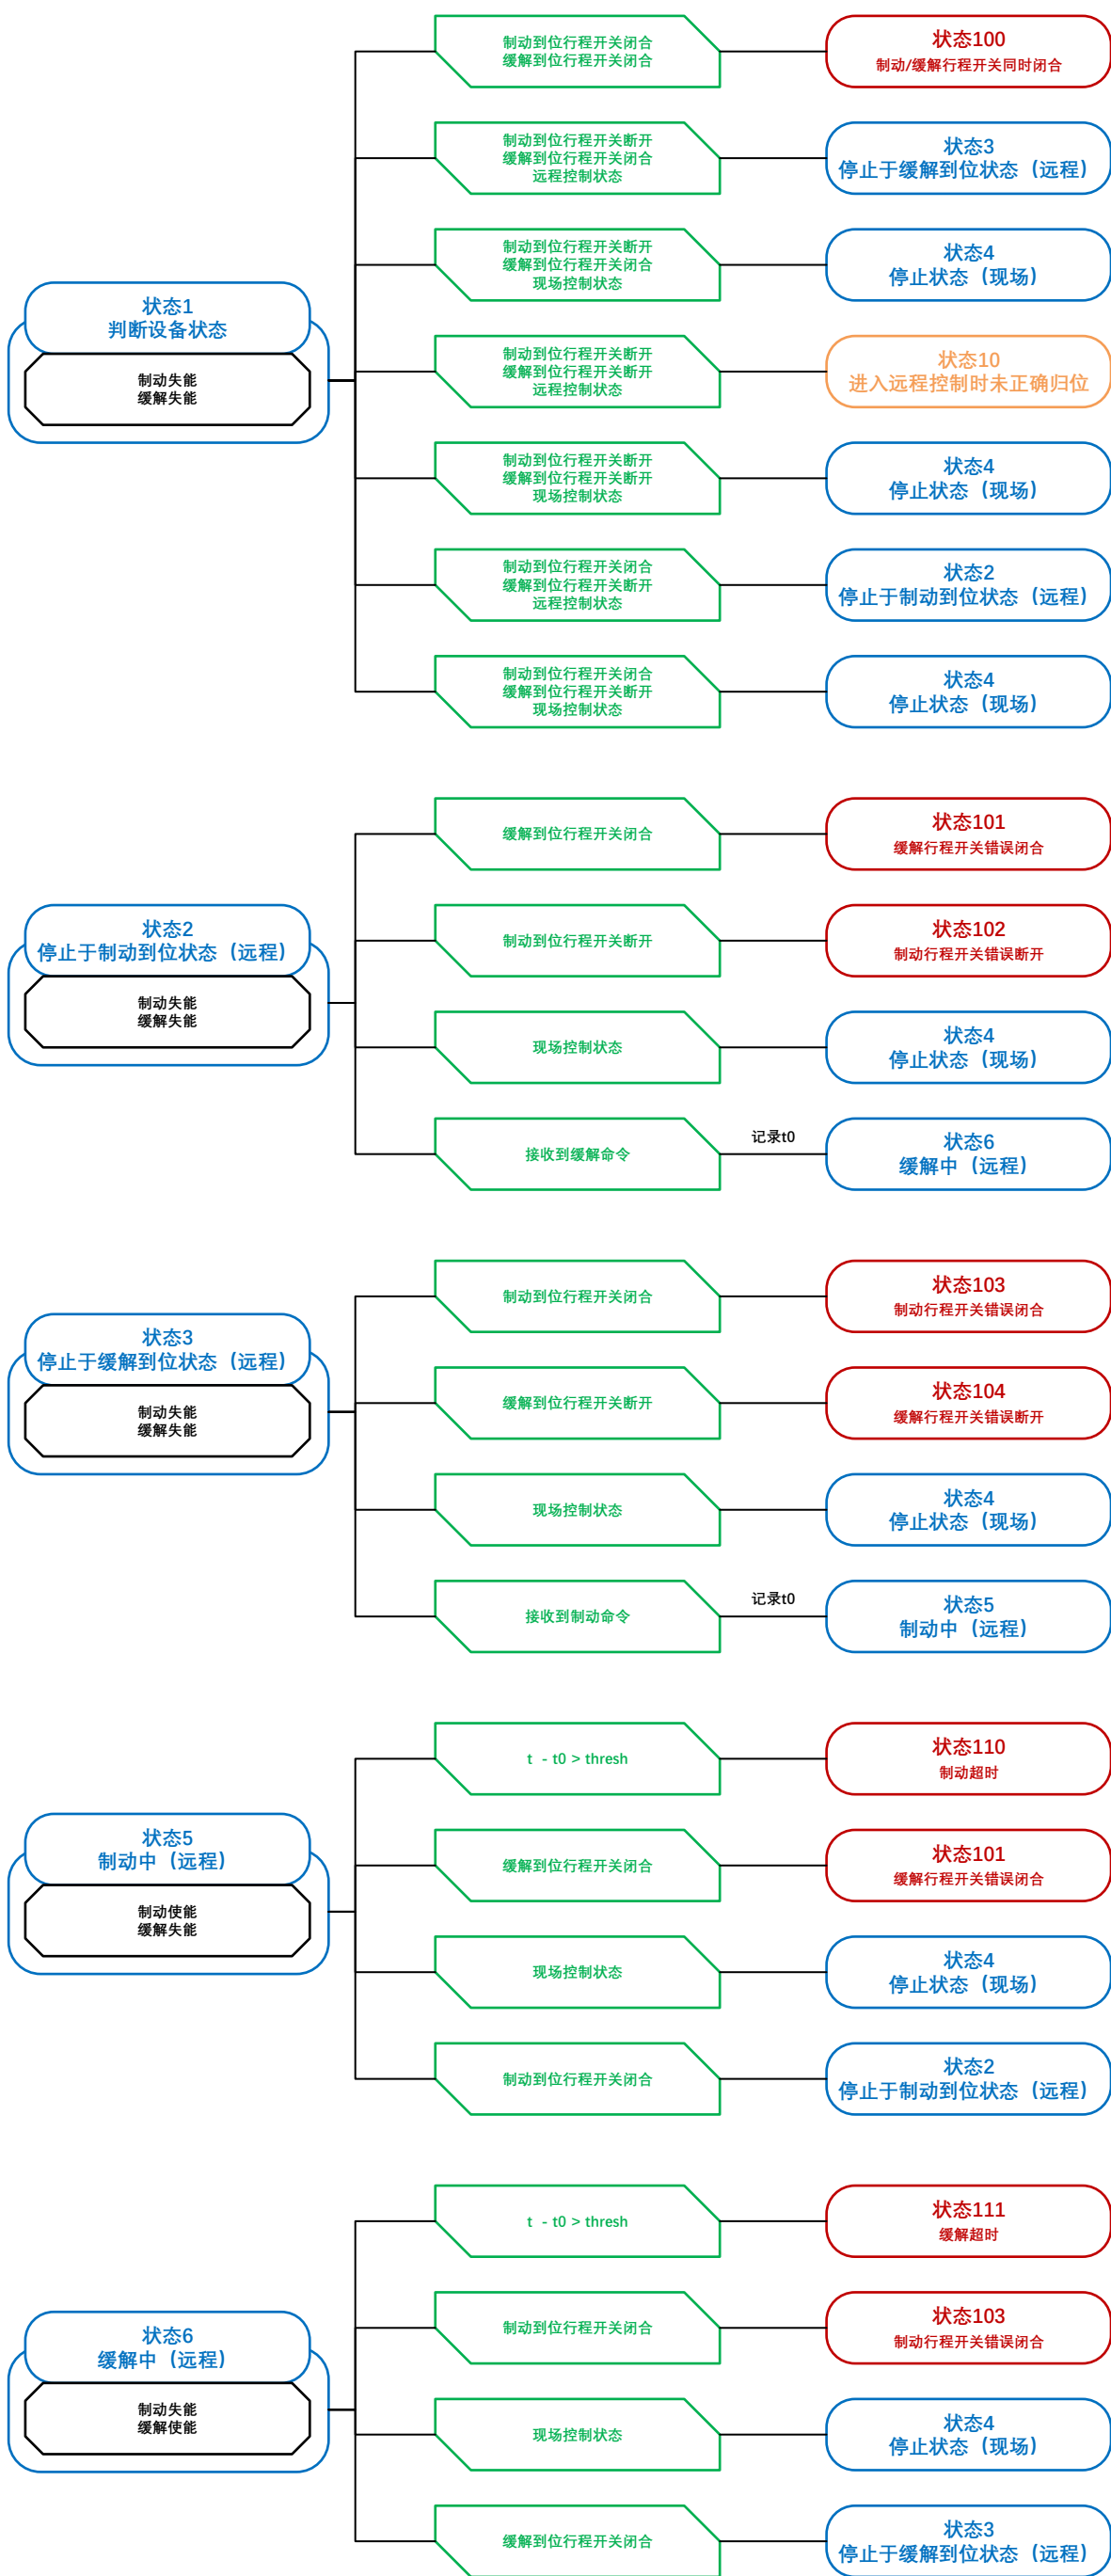 状态1
判断设备状态
制动失能
缓解失能
制动到位行程开关闭合
缓解到位行程开关闭合
状态100
制动/缓解行程开关同时闭合
制动到位行程开关断开
缓解到位行程开关闭合
远程控制状态
状态3
停止于缓解到位状态（远程）
制动到位行程开关断开
缓解到位行程开关闭合
现场控制状态
状态4
停止状态（现场）
制动到位行程开关断开
缓解到位行程开关断开
远程控制状态
状态10
进入远程控制时未正确归位
制动到位行程开关断开
缓解到位行程开关断开
现场控制状态
状态4
停止状态（现场）
制动到位行程开关闭合
缓解到位行程开关断开
远程控制状态
状态2
停止于制动到位状态（远程）
制动到位行程开关闭合
缓解到位行程开关断开
现场控制状态
状态4
停止状态（现场）
状态2
停止于制动到位状态（远程）
制动失能
缓解失能
缓解到位行程开关闭合
状态101
缓解行程开关错误闭合
制动到位行程开关断开
状态102
制动行程开关错误断开
现场控制状态
状态4
停止状态（现场）
接收到缓解命令
记录t0
状态6
缓解中（远程）
状态3
停止于缓解到位状态（远程）
制动失能
缓解失能
制动到位行程开关闭合
状态103
制动行程开关错误闭合
缓解到位行程开关断开
状态104
缓解行程开关错误断开
现场控制状态
状态4
停止状态（现场）
接收到制动命令
记录t0
状态5
制动中（远程）
状态5
制动中（远程）
制动使能
缓解失能
t - t0 > thresh
状态110
制动超时
缓解到位行程开关闭合
状态101
缓解行程开关错误闭合
现场控制状态
状态4
停止状态（现场）
制动到位行程开关闭合
状态2
停止于制动到位状态（远程）
状态6
缓解中（远程）
制动失能
缓解使能
t - t0 > thresh
状态111
缓解超时
制动到位行程开关闭合
状态103
制动行程开关错误闭合
现场控制状态
状态4
停止状态（现场）
缓解到位行程开关闭合
状态3
停止于缓解到位状态（远程）